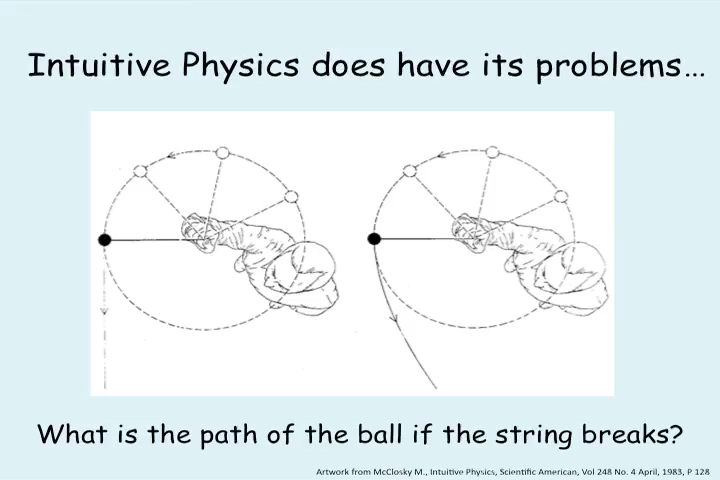 Intuitive Physics does have its problems…
What is the path of the ball if the string breaks?
Artwork from McClosky M., Intuitive Physics, Scientific American, Vol 248 No. 4 April, 1983, P 128